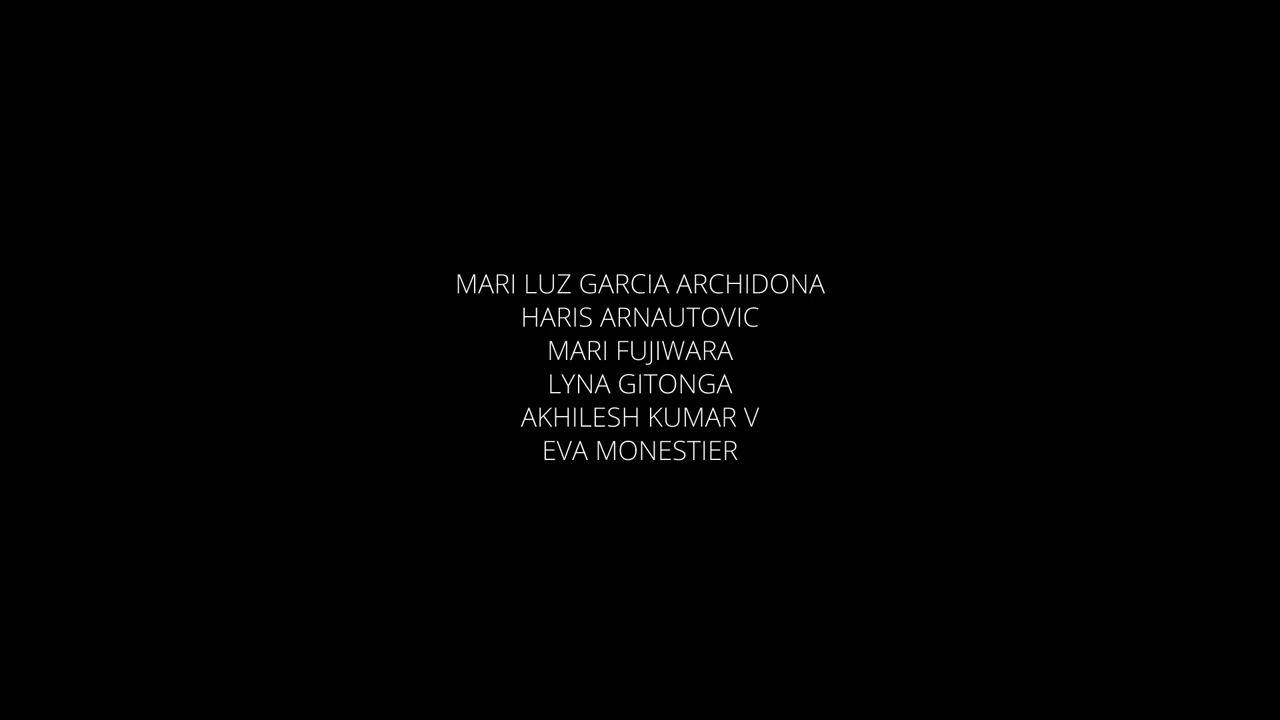 MARI LUZ GARCIA ARCHIDONA
HARIS ARNAUTOVIC
MARI FUJIWARA
LYNA GITONGA
AKHILESH KUMAR V
EVA MONESTIER